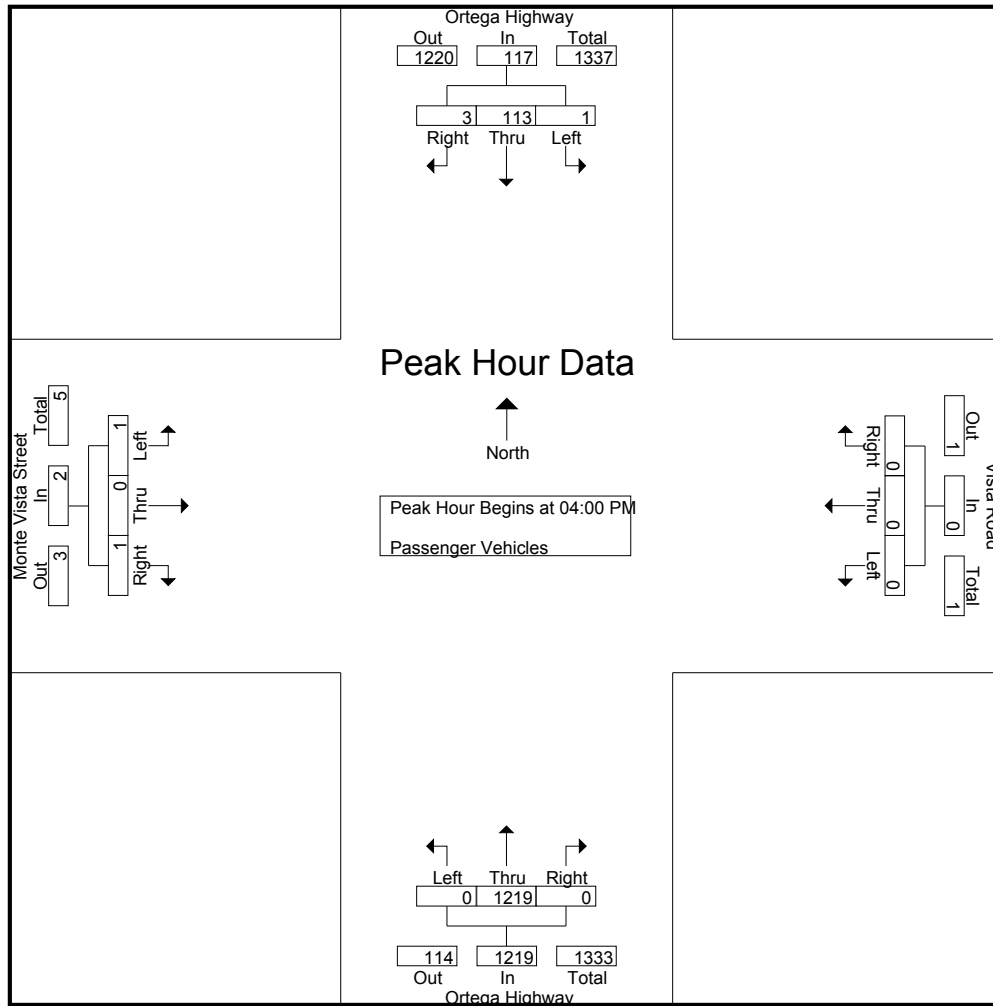 Ortega Highway
Out In Total
1220 117 1337
3 113 1
Right Thru Left
Peak Hour Data
North
Peak Hour Begins at 04:00 PM
Passenger Vehicles
Monte Vista Street
Out In Total
3 2 5
Right Thru Left
1 0 1
Vista Road
Out In Total
1 0 1
Right Thru Left
0 0 0
Left Thru Right
0 1219 0
114 1219 1333
Out In Total
Ortega Highway